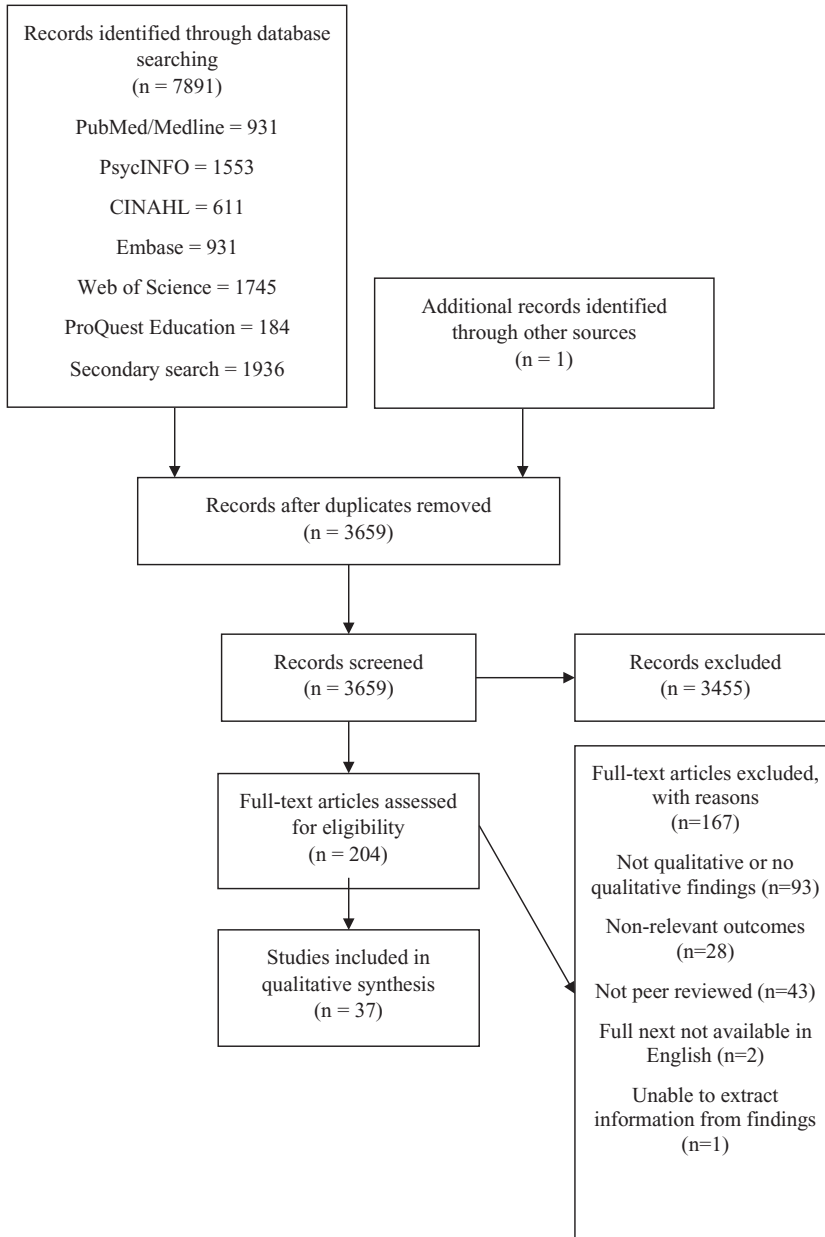 Records identified through database
searching
(n = 7891)
PubMed/Medline = 931
PsycINFO = 1553
CINAHL = 611
Embase = 931
Web of Science = 1745
ProQuest Education = 184
Secondary search = 1936
Additional records identified
through other sources
(n = 1)
Records after duplicates removed
(n = 3659)
Records screened
(n = 3659)
Records excluded
(n = 3455)
Full-text articles assessed
for eligibility
(n = 204)
Full-text articles excluded,
with reasons
(n=167)
Not qualitative or no
qualitative findings (n=93)
Non-relevant outcomes
(n=28)
Not peer reviewed (n=43)
Full next not available in
English (n=2)
Unable to extract
information from findings
(n=1)
Studies included in
qualitative synthesis
(n = 37)